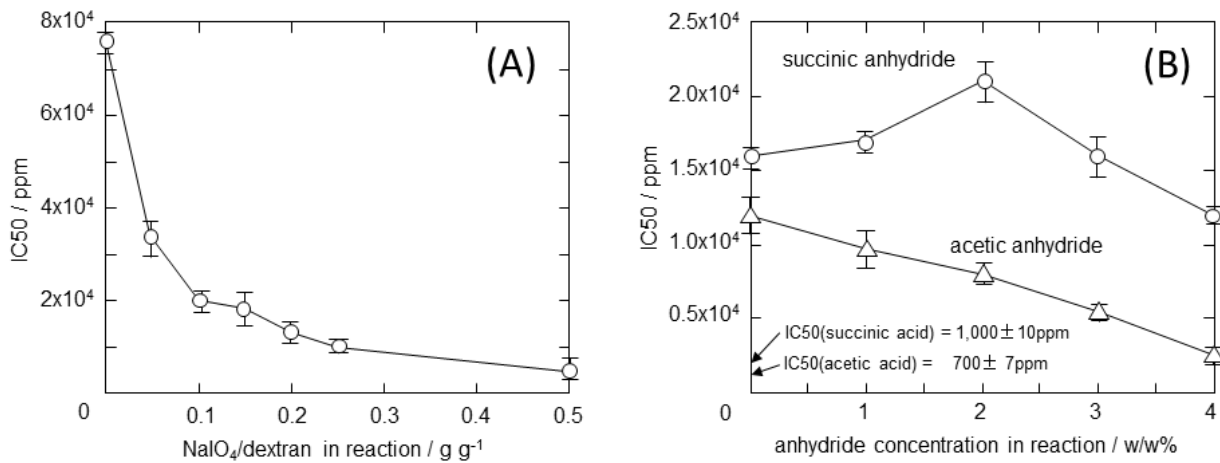 (A)
8x10⁴
6x10⁴
4x10⁴
2x10⁴
0
0.1
0.2
0.3
0.4
0.5
IC50 / ppm
NaIO₄/dextran in reaction / g g⁻¹
(B)
2.5x10⁴
2.0x10⁴
1.5x10⁴
1.0x10⁴
0.5x10⁴
0
1
2
3
4
IC50 / ppm
succinic anhydride
acetic anhydride
IC50(succinic acid) = 1,000±10ppm
IC50(acetic acid) = 700± 7ppm
anhydride concentration in reaction / w/w%